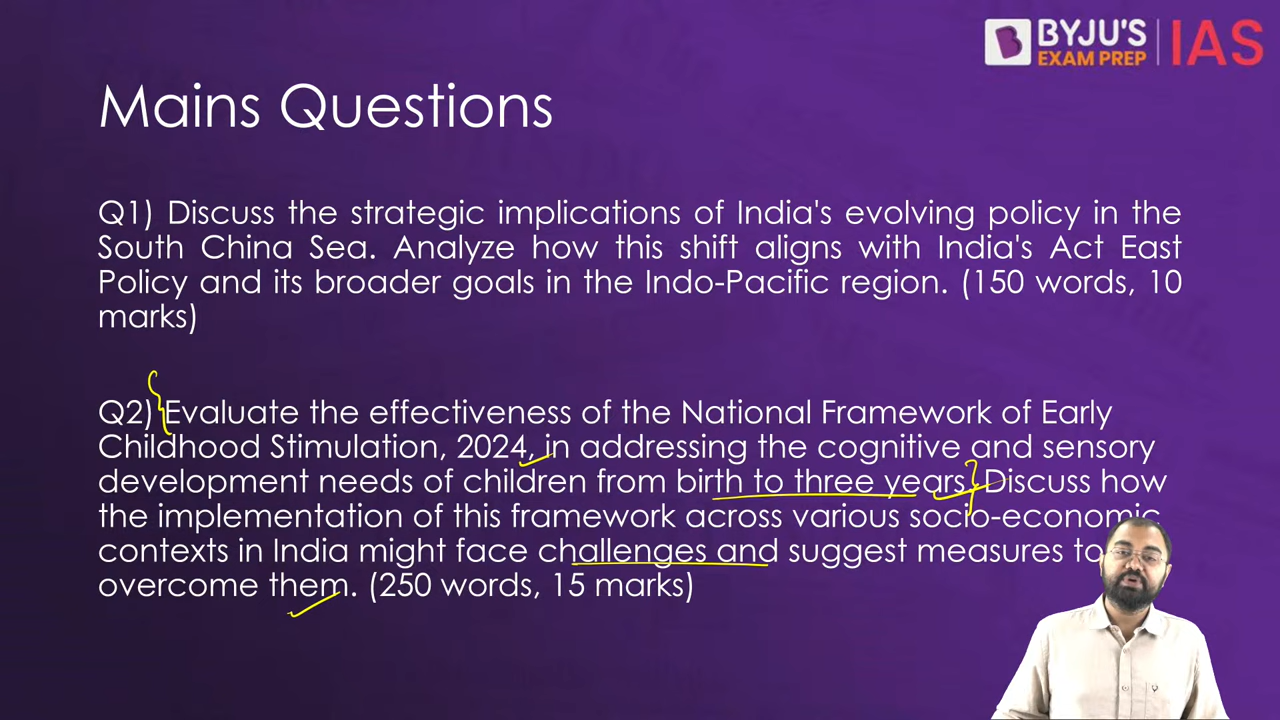 BYJU'S
EXAM PREP
IAS
Mains Questions
Q1) Discuss the strategic implications of India's evolving policy in the
South China Sea. Analyze how this shift aligns with India's Act East
Policy and its broader goals in the Indo-Pacific region. (150 words, 10
marks)
Q2) Evaluate the effectiveness of the National Framework of Early
Childhood Stimulation, 2024, in addressing the cognitive and sensory
development needs of children from birth to three years. Discuss how
the implementation of this framework across various socio-economic
contexts in India might face challenges and suggest measures to
overcome them. (250 words, 15 marks)